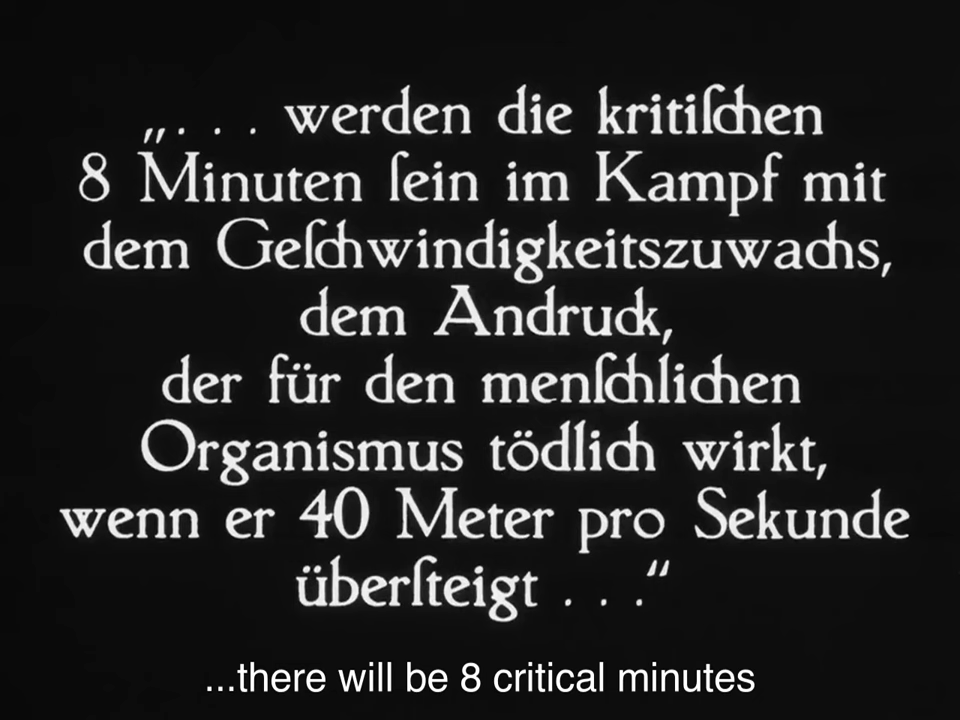 „. . . werden die kritiſchen
8 Minuten ſein im Kampf mit
dem Geſchwindigkeitszuwachs,
dem Andruck,
der für den menſchlichen
Organismus tödlich wirkt,
wenn er 40 Meter pro Sekunde
überſteigt . . .“
...there will be 8 critical minutes